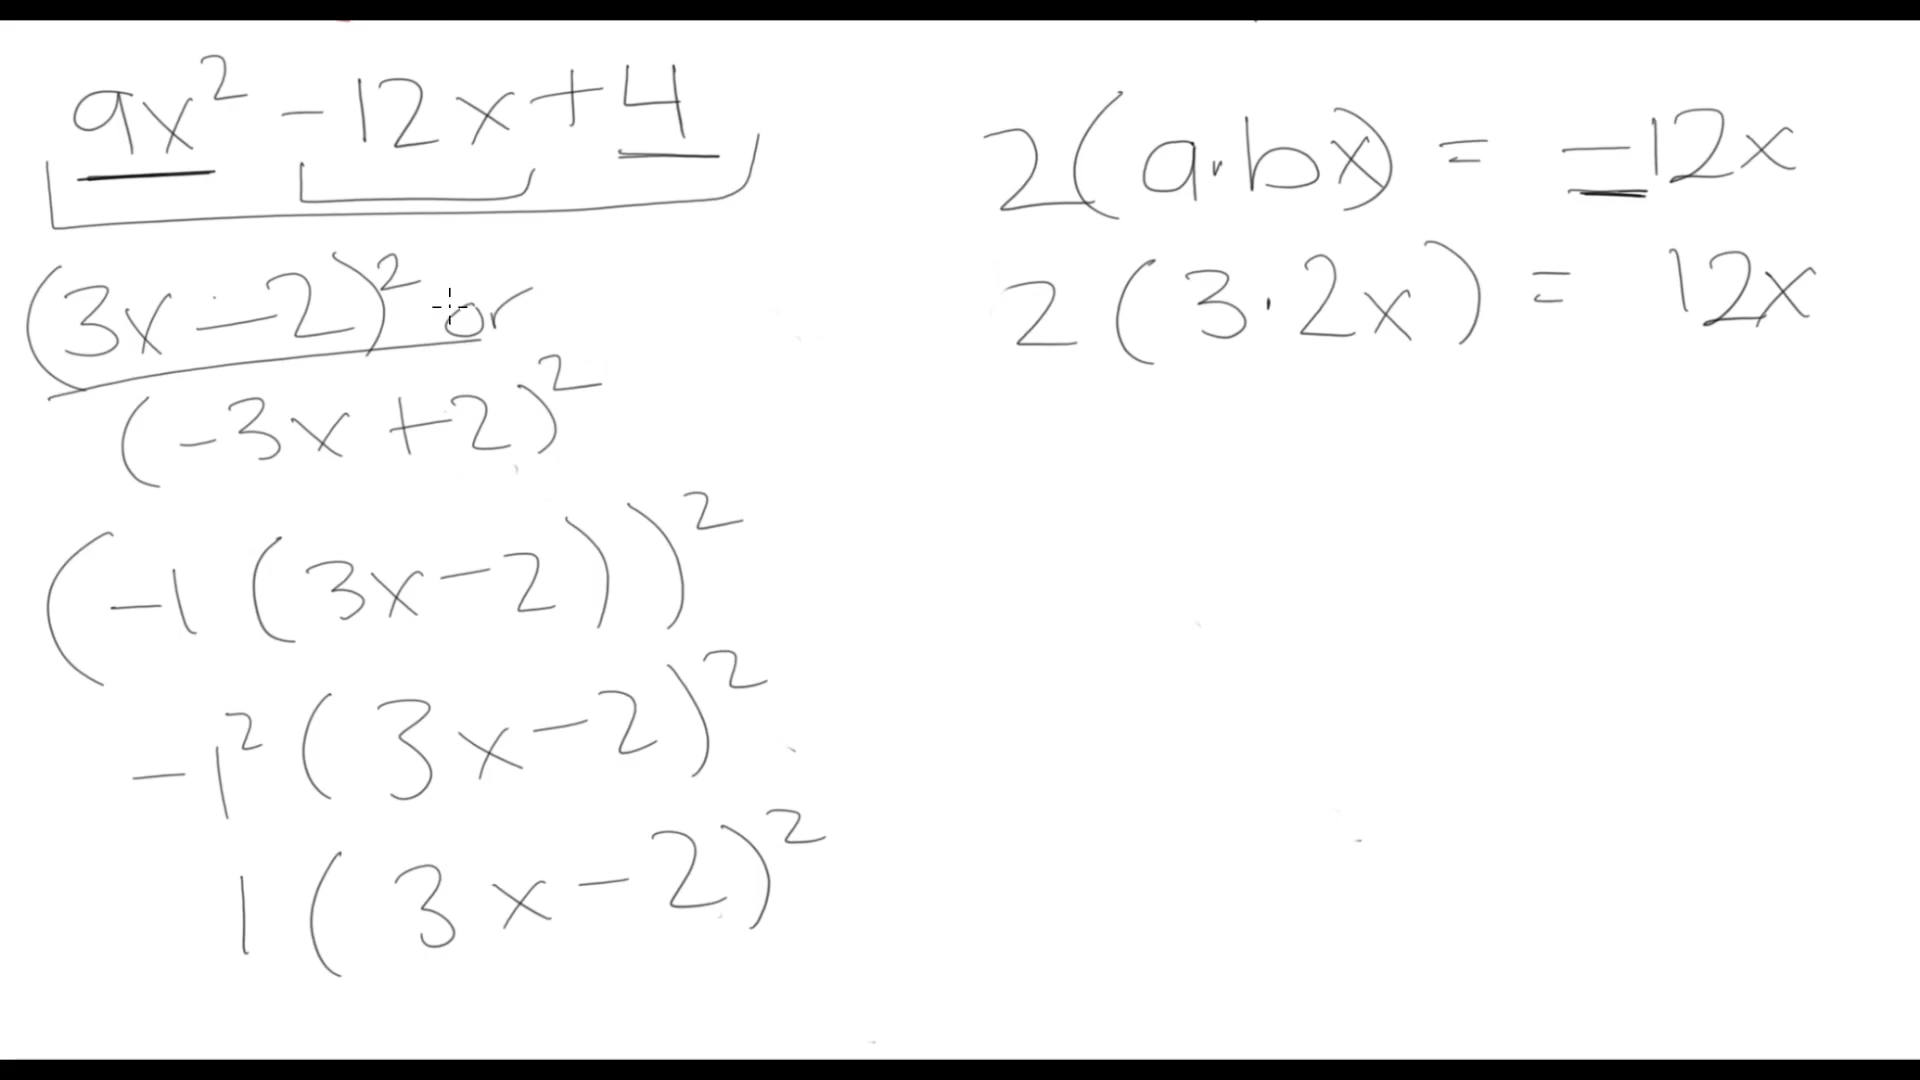 9x² - 12x + 4
(3x - 2)² or
(-3x + 2)²
(-1(3x - 2))²
-1²(3x - 2)²
1(3x - 2)²
2(a·bx) = -12x
2(3·2x) = 12x